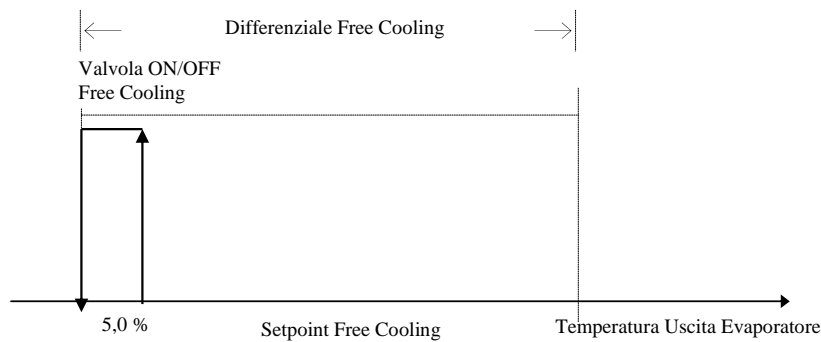 Differenziale Free Cooling
Valvola ON/OFF
Free Cooling
5,0 %
Setpoint Free Cooling
Temperatura Uscita Evaporatore